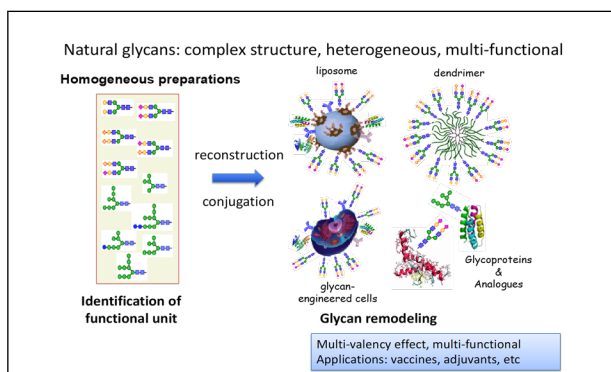 Natural glycans: complex structure, heterogeneous, multi-functional
Homogeneous preparations
liposome
dendrimer
reconstruction
conjugation
Glycoproteins
&
Analogues
glycan-
engineered cells
Identification of
functional unit
Glycan remodeling
Multi-valency effect, multi-functional
Applications: vaccines, adjuvants, etc